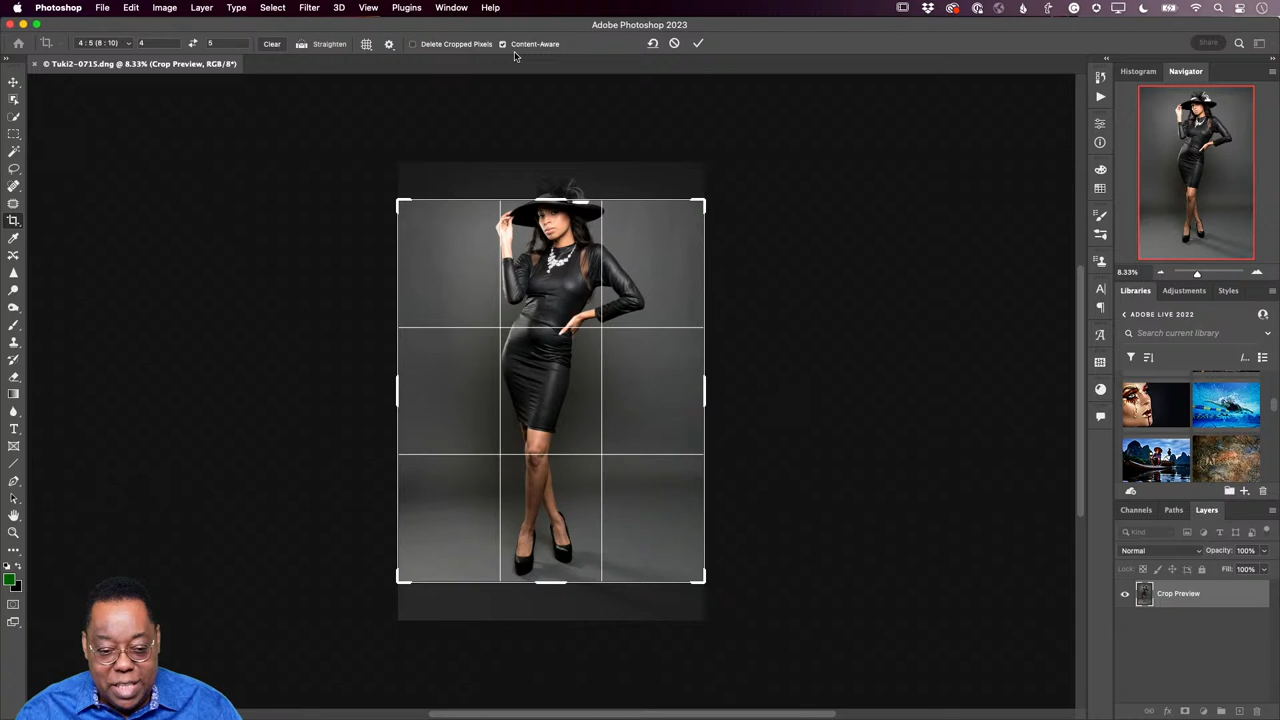 Photoshop File Edit Image Layer Type Select Filter 3D View Plugins Window Help
Adobe Photoshop 2023
4 : 5 (8 : 10) 4 5 Clear Straighten Delete Cropped Pixels Content-Aware Share
© Tuki2-0715.dng @ 8.33% (Crop Preview, RGB/8*)
Histogram Navigator
8.33%
Libraries Adjustments Styles
ADOBE LIVE 2022
Search current library
Channels Paths Layers
Kind
Normal Opacity: 100%
Lock: Fill: 100%
Crop Preview
fx